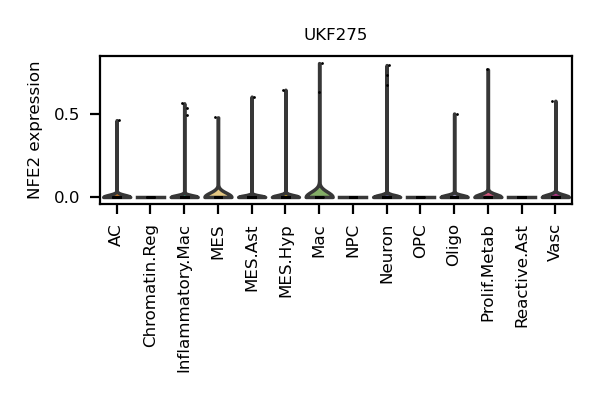 UKF275
NFE2 expression
0.5
0.0
AC
Chromatin.Reg
Inflammatory.Mac
MES
MES.Ast
MES.Hyp
Mac
NPC
Neuron
OPC
Oligo
Prolif.Metab
Reactive.Ast
Vasc